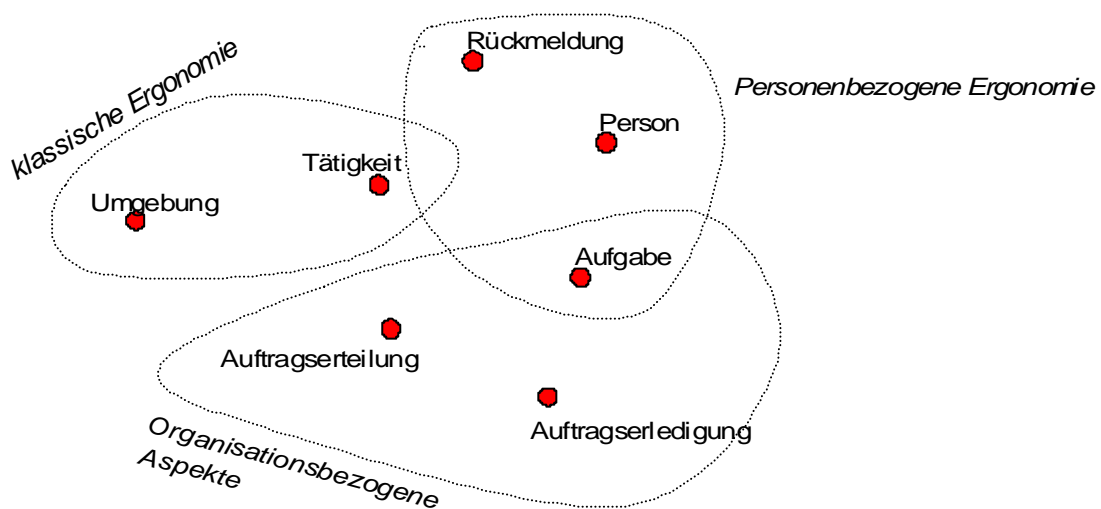 Rückmeldung
klassische Ergonomie
Personenbezogene Ergonomie
Person
Tätigkeit
Umgebung
Aufgabe
Auftragserteilung
Auftragserledigung
Organisationsbezogene
Aspekte